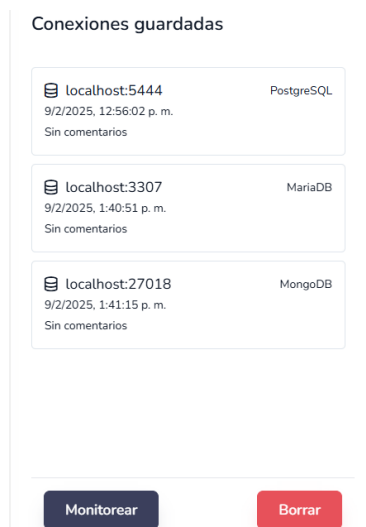 Conexiones guardadas
localhost:5444 PostgreSQL
9/2/2025, 12:56:02 p. m.
Sin comentarios
localhost:3307 MariaDB
9/2/2025, 1:40:51 p. m.
Sin comentarios
localhost:27018 MongoDB
9/2/2025, 1:41:15 p. m.
Sin comentarios
Monitorear Borrar